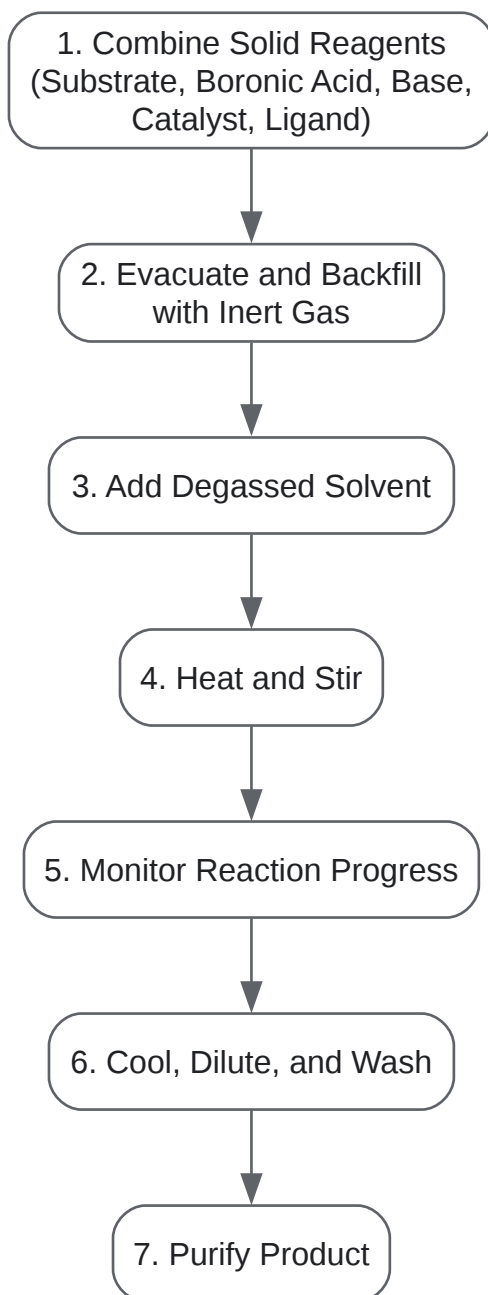 1. Combine Solid Reagents
(Substrate, Boronic Acid, Base,
Catalyst, Ligand)
2. Evacuate and Backfill
with Inert Gas
3. Add Degassed Solvent
4. Heat and Stir
5. Monitor Reaction Progress
6. Cool, Dilute, and Wash
7. Purify Product